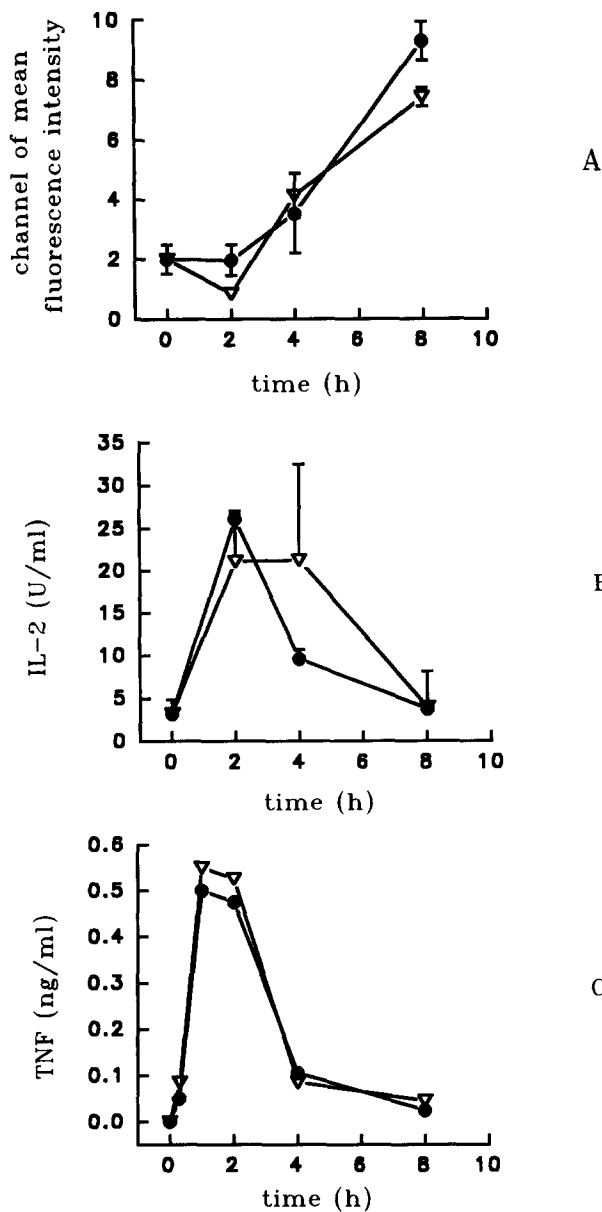 channel of mean
fluorescence intensity
10
8
6
4
2
0
0 2 4 6 8 10
time (h)
A
IL-2 (U/ml)
35
30
25
20
15
10
5
0
0 2 4 6 8 10
time (h)
TNF (ng/ml)
0.6
0.5
0.4
0.3
0.2
0.1
0.0
0 2 4 6 8 10
time (h)